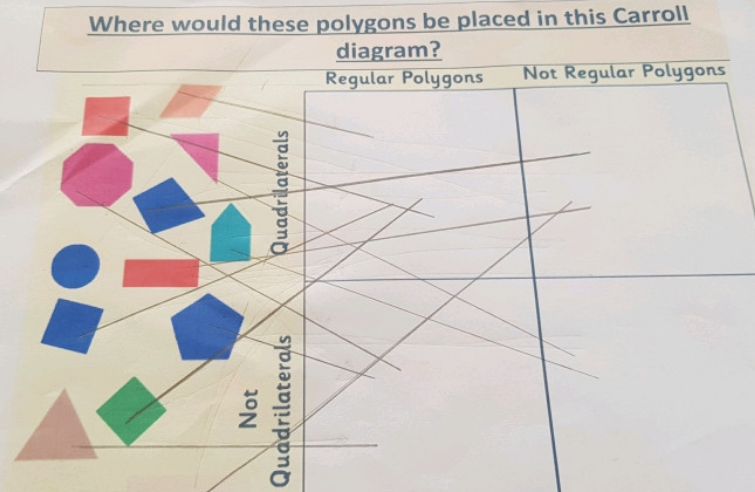 Where would these polygons be placed in this Carroll
diagram?
Regular Polygons
Not Regular Polygons
Quadrilaterals
Not
Quadrilaterals